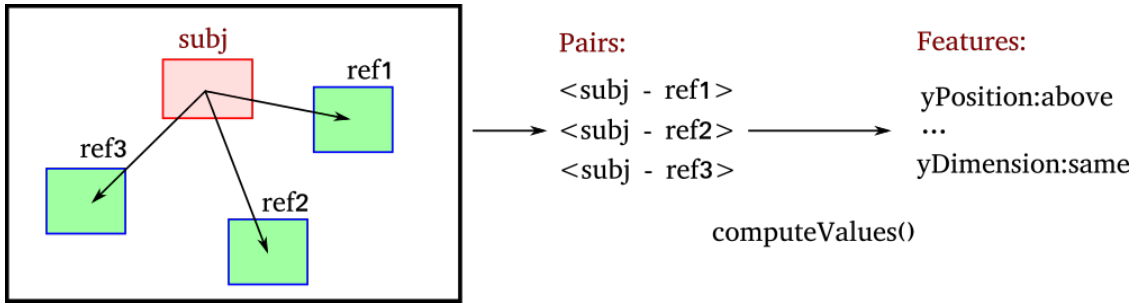 subj
ref1
ref3
ref2
Pairs:
<subj - ref1>
<subj - ref2>
<subj - ref3>
computeValues()
Features:
yPosition:above
...
yDimension:same